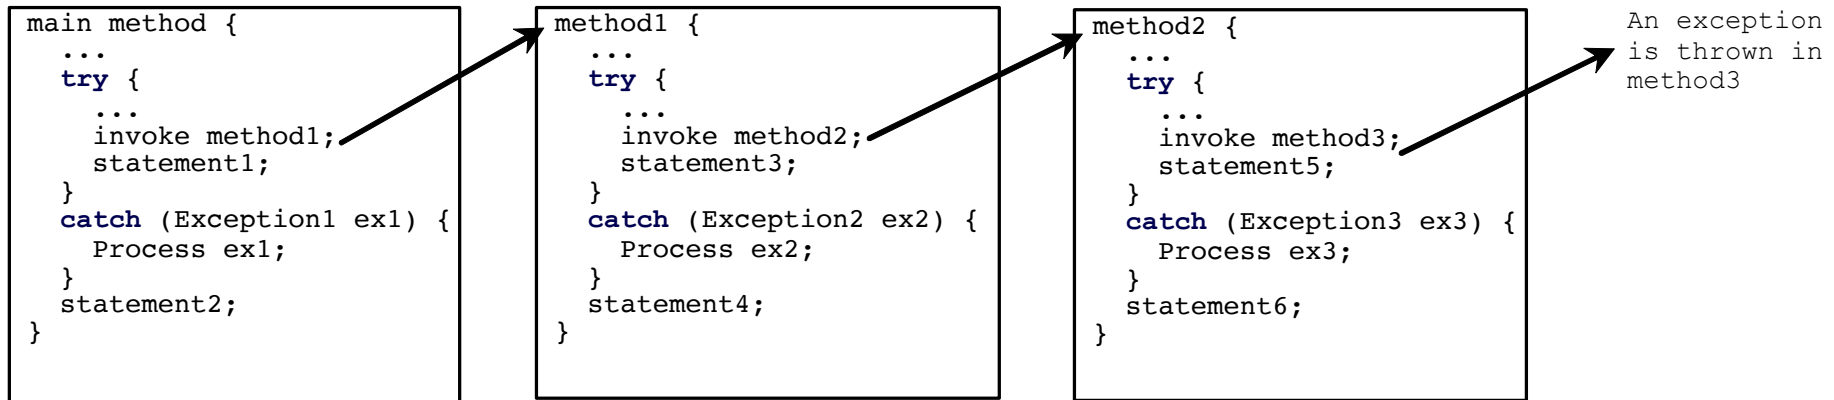 main method {
  ...
  try {
    ...
    invoke method1;
    statement1;
  }
  catch (Exception1 ex1) {
    Process ex1;
  }
  statement2;
}
method1 {
  ...
  try {
    ...
    invoke method2;
    statement3;
  }
  catch (Exception2 ex2) {
    Process ex2;
  }
  statement4;
}
method2 {
  ...
  try {
    ...
    invoke method3;
    statement5;
  }
  catch (Exception3 ex3) {
    Process ex3;
  }
  statement6;
}
An exception
is thrown in
method3